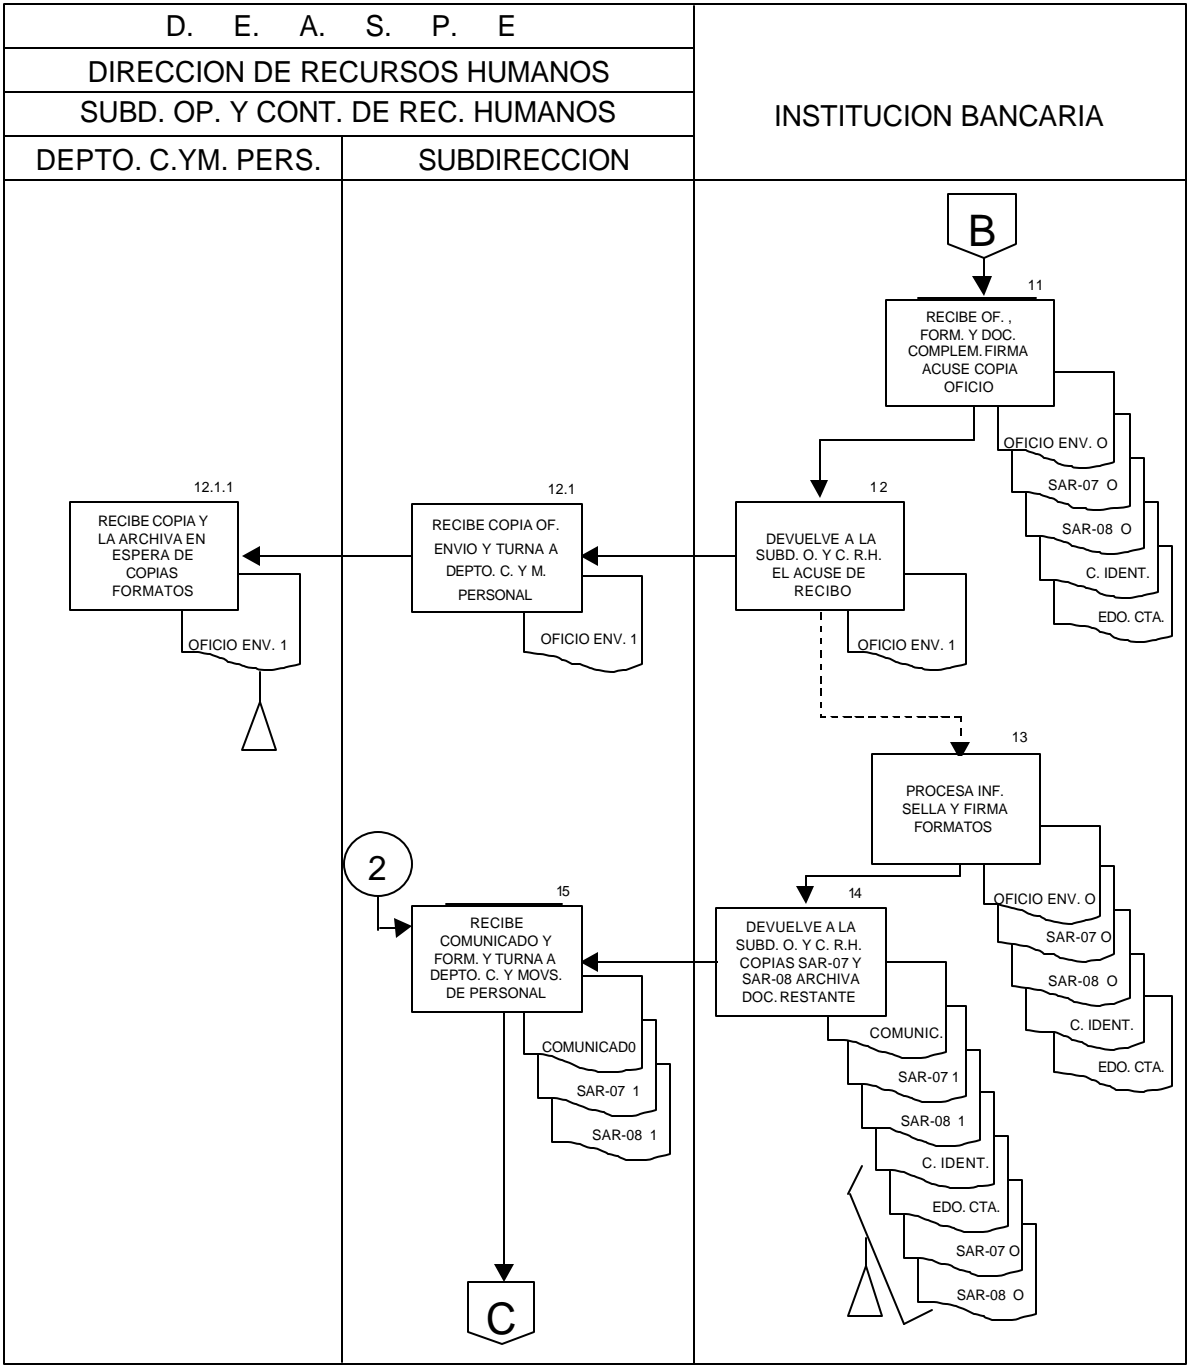 D. E. A. S. P. E
DIRECCION DE RECURSOS HUMANOS
SUBD. OP. Y CONT. DE REC. HUMANOS
DEPTO. C.YM. PERS.
SUBDIRECCION
INSTITUCION BANCARIA
B
11
RECIBE OF. ,
FORM. Y DOC.
COMPLEM. FIRMA
ACUSE COPIA
OFICIO
OFICIO ENV. O
SAR-07 O
SAR-08 O
C. IDENT.
EDO. CTA.
12.1.1
RECIBE COPIA Y
LA ARCHIVA EN
ESPERA DE
COPIAS
FORMATOS
OFICIO ENV. 1
12.1
RECIBE COPIA OF.
ENVIO Y TURNA A
DEPTO. C. Y M.
PERSONAL
OFICIO ENV. 1
12
DEVUELVE A LA
SUBD. O. Y C. R.H.
EL ACUSE DE
RECIBO
OFICIO ENV. 1
13
PROCESA INF.
SELLA Y FIRMA
FORMATOS
OFICIO ENV. O
SAR-07 O
SAR-08 O
C. IDENT.
EDO. CTA.
2
15
RECIBE
COMUNICADO Y
FORM. Y TURNA A
DEPTO. C. Y MOVS.
DE PERSONAL
COMUNICAD0
SAR-07 1
SAR-08 1
14
DEVUELVE A LA
SUBD. O. Y C. R.H.
COPIAS SAR-07 Y
SAR-08 ARCHIVA
DOC. RESTANTE
COMUNIC.
SAR-07 1
SAR-08 1
C. IDENT.
EDO. CTA.
SAR-07 O
SAR-08 O
C